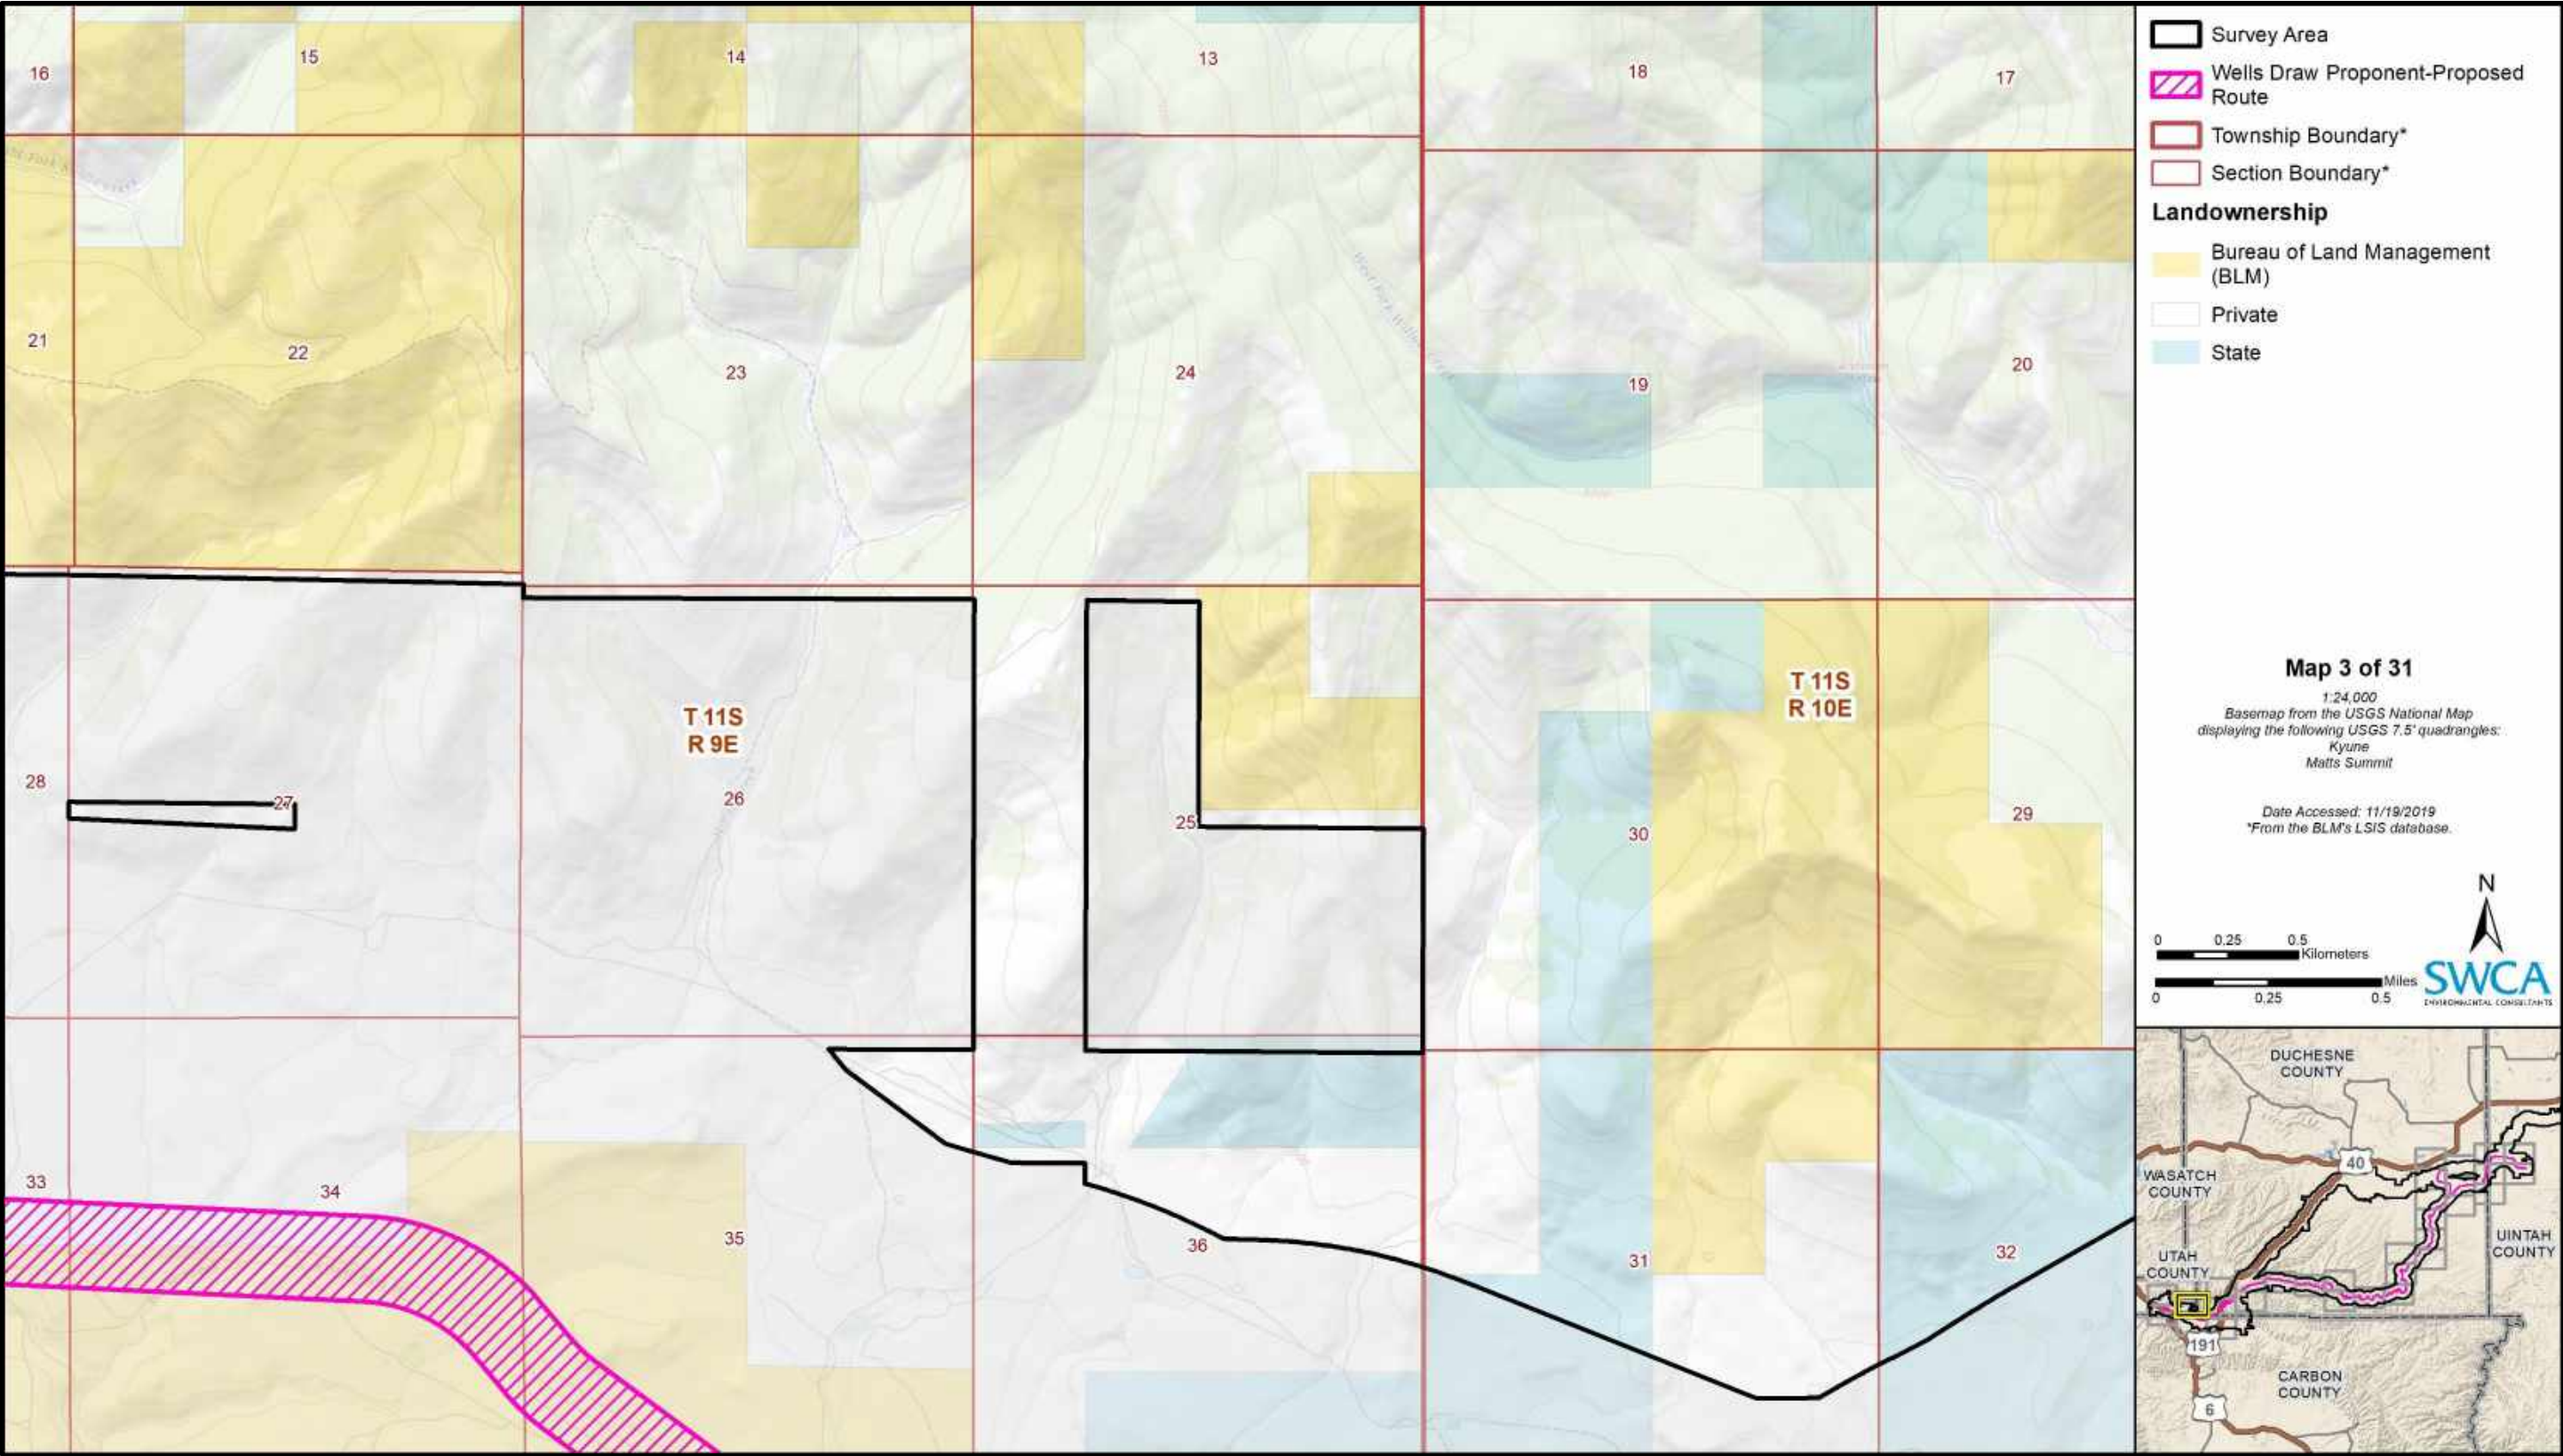 16
15
14
13
18
17
21
22
23
24
19
20
28
27
T 11S
R 9E
26
25
T 11S
R 10E
30
29
33
34
35
36
31
32
Survey Area
Wells Draw Proponent-Proposed
Route
Township Boundary*
Section Boundary*
Landownership
Bureau of Land Management
(BLM)
Private
State
Map 3 of 31
1:24,000
Basemap from the USGS National Map
displaying the following USGS 7.5' quadrangles:
Kyune
Matts Summit
Date Accessed: 11/19/2019
*From the BLM's LSIS database.
N
0 0.25 0.5
Kilometers
Miles
0 0.25 0.5
SWCA
ENVIRONMENTAL CONSULTANTS
DUCHESNE
COUNTY
40
WASATCH
COUNTY
UINTAH
COUNTY
UTAH
COUNTY
191
CARBON
COUNTY
6